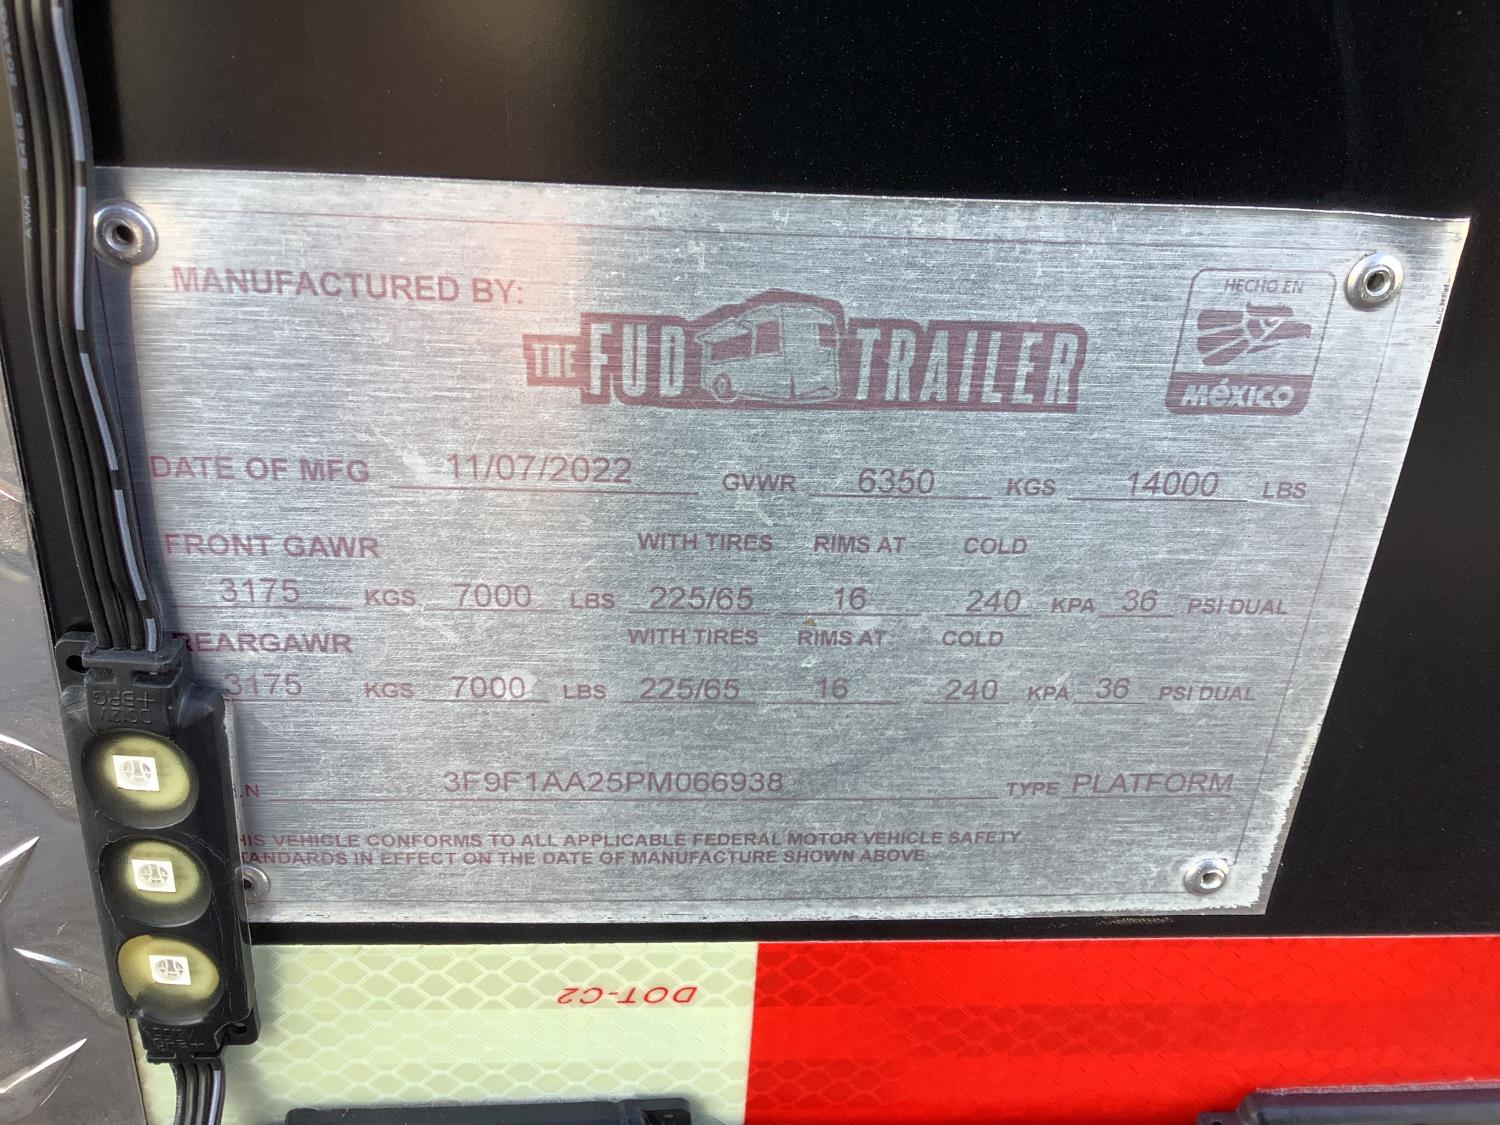 MANUFACTURED BY:
THE FUD TRAILER
HECHO EN
MéXICO
DATE OF MFG 11/07/2022 GVWR 6350 KGS 14000 LBS
FRONT GAWR WITH TIRES RIMS AT COLD
3175 KGS 7000 LBS 225/65 16 240 KPA 36 PSI DUAL
REARGAWR WITH TIRES RIMS AT COLD
3175 KGS 7000 LBS 225/65 16 240 KPA 36 PSI DUAL
.N 3F9F1AA25PM066938 TYPE PLATFORM
HIS VEHICLE CONFORMS TO ALL APPLICABLE FEDERAL MOTOR VEHICLE SAFETY
TANDARDS IN EFFECT ON THE DATE OF MANUFACTURE SHOWN ABOVE
DOT-C2
DC12V
+BRG
AWM